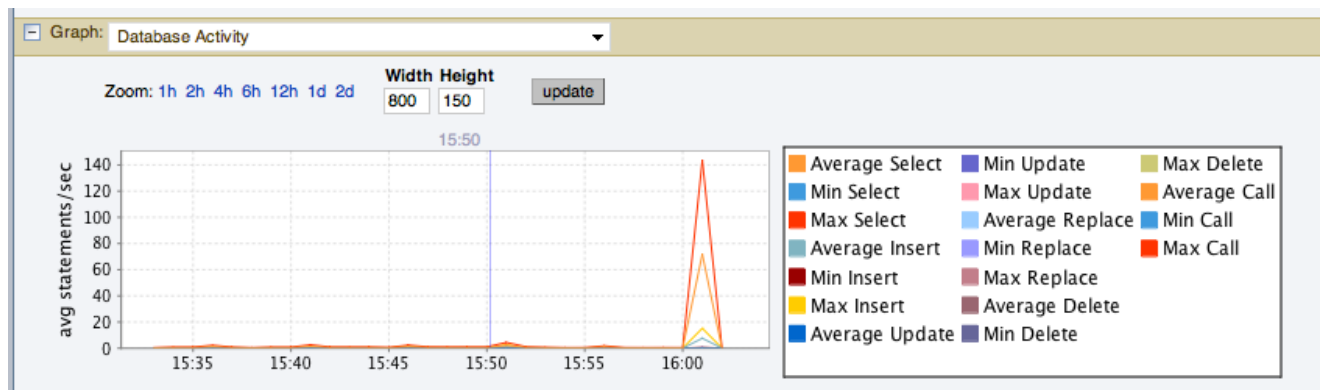 Graph: Database Activity
Width Height
Zoom: 1h 2h 4h 6h 12h 1d 2d 800 150 update
15:50
avg statements/sec
140
120
100
80
60
40
20
0
15:35 15:40 15:45 15:50 15:55 16:00
Average Select Min Update Max Delete
Min Select Max Update Average Call
Max Select Average Replace Min Call
Average Insert Min Replace Max Call
Min Insert Max Replace
Max Insert Average Delete
Average Update Min Delete